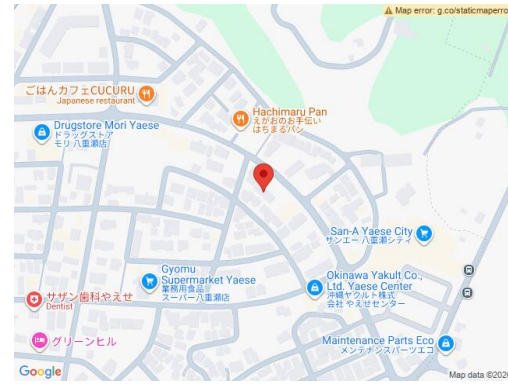 Map error: g.co/staticmaperro
ごはんカフェCUCURU
Japanese restaurant
Hachimaru Pan
えがおのお手伝い
はちまるパン
Drugstore Mori Yaese
ドラッグストア
モリ 八重瀬店
San-A Yaese City
サンエー 八重瀬シティ
Gyomu
Supermarket Yaese
業務用食品
スーパー八重瀬店
Okinawa Yakult Co.,
Ltd. Yaese Center
沖縄ヤクルト株式
会社 やえせセンター
サザン歯科やえせ
Dentist
グリーンヒル
Maintenance Parts Eco
メンテナンスパーツエコ
Google
Map data ©2026